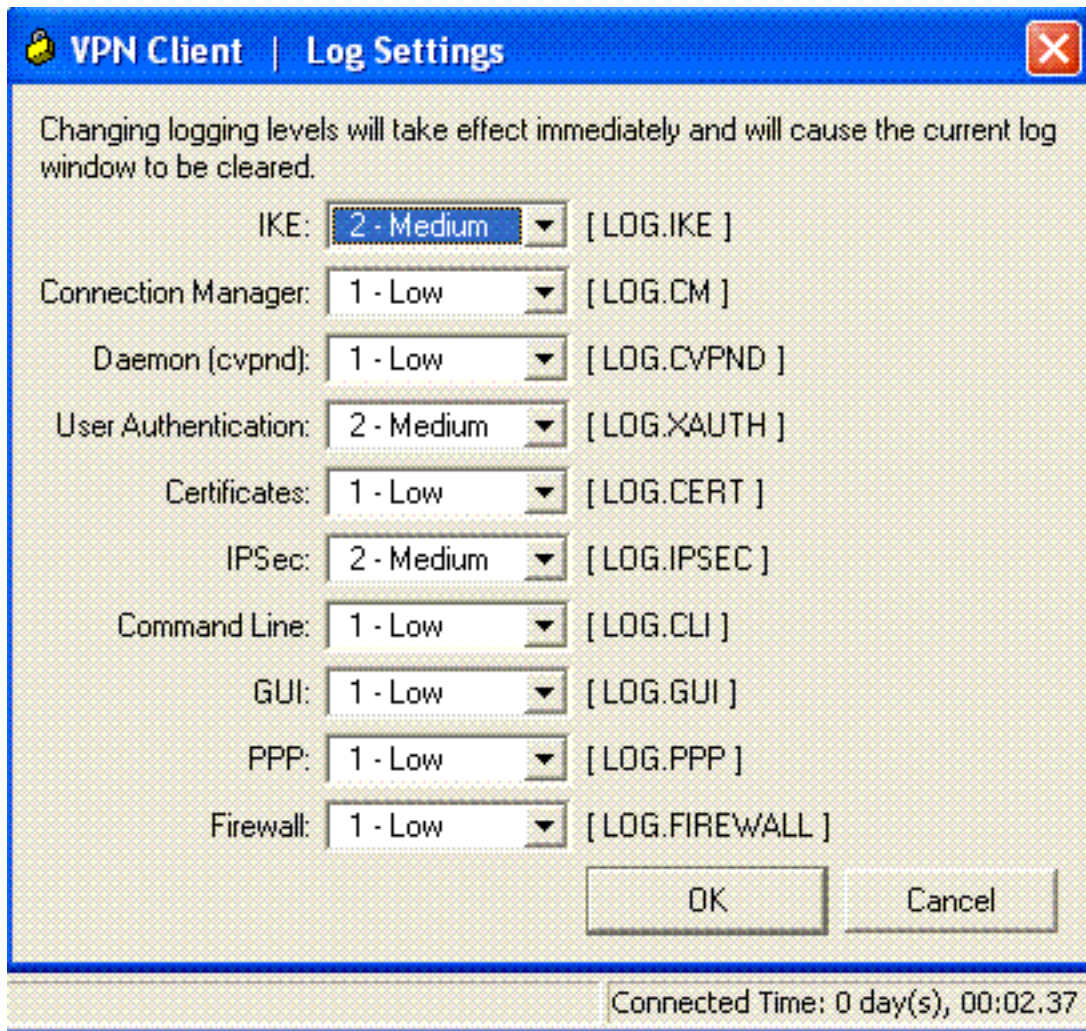 VPN Client | Log Settings
Changing logging levels will take effect immediately and will cause the current log
window to be cleared.
IKE: 2 - Medium [ LOG.IKE ]
Connection Manager: 1 - Low [ LOG.CM ]
Daemon (cvpnd): 1 - Low [ LOG.CVPND ]
User Authentication: 2 - Medium [ LOG.XAUTH ]
Certificates: 1 - Low [ LOG.CERT ]
IPSec: 2 - Medium [ LOG.IPSEC ]
Command Line: 1 - Low [ LOG.CLI ]
GUI: 1 - Low [ LOG.GUI ]
PPP: 1 - Low [ LOG.PPP ]
Firewall: 1 - Low [ LOG.FIREWALL ]
OK Cancel
Connected Time: 0 day(s), 00:02.37